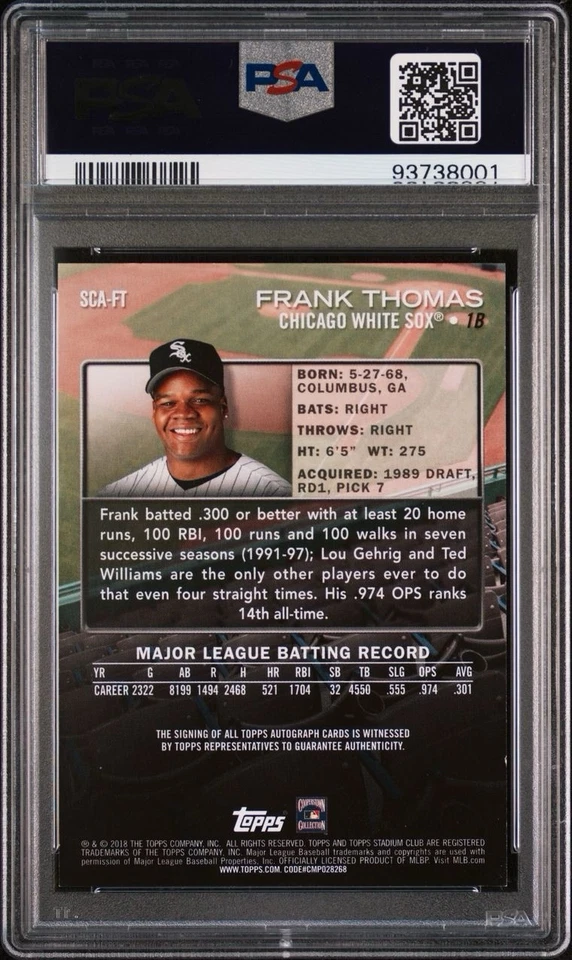 PSA
93738001
SCA-FT
FRANK THOMAS
CHICAGO WHITE SOX® • 1B
Sox
BORN: 5-27-68,
COLUMBUS, GA
BATS: RIGHT
THROWS: RIGHT
HT: 6'5" WT: 275
ACQUIRED: 1989 DRAFT,
RD1, PICK 7
Frank batted .300 or better with at least 20 home
runs, 100 RBI, 100 runs and 100 walks in seven
successive seasons (1991-97); Lou Gehrig and Ted
Williams are the only other players ever to do
that even four straight times. His .974 OPS ranks
14th all-time.
MAJOR LEAGUE BATTING RECORD
YR G AB R H HR RBI SB TB SLG OPS AVG
CAREER 2322 8199 1494 2468 521 1704 32 4550 .555 .974 .301
THE SIGNING OF ALL TOPPS AUTOGRAPH CARDS IS WITNESSED
BY TOPPS REPRESENTATIVES TO GUARANTEE AUTHENTICITY.
Topps
COOPERSTOWN
COLLECTION
® & © 2018 THE TOPPS COMPANY, INC. ALL RIGHTS RESERVED. TOPPS AND TOPPS STADIUM CLUB ARE REGISTERED
TRADEMARKS OF THE TOPPS COMPANY, INC. Major League Baseball trademarks and copyrights are used with
permission of Major League Baseball Properties, Inc. OFFICIALLY LICENSED PRODUCT OF MLBP. Visit MLB.com
WWW.TOPPS.COM. CODE#CMP028268
PSA